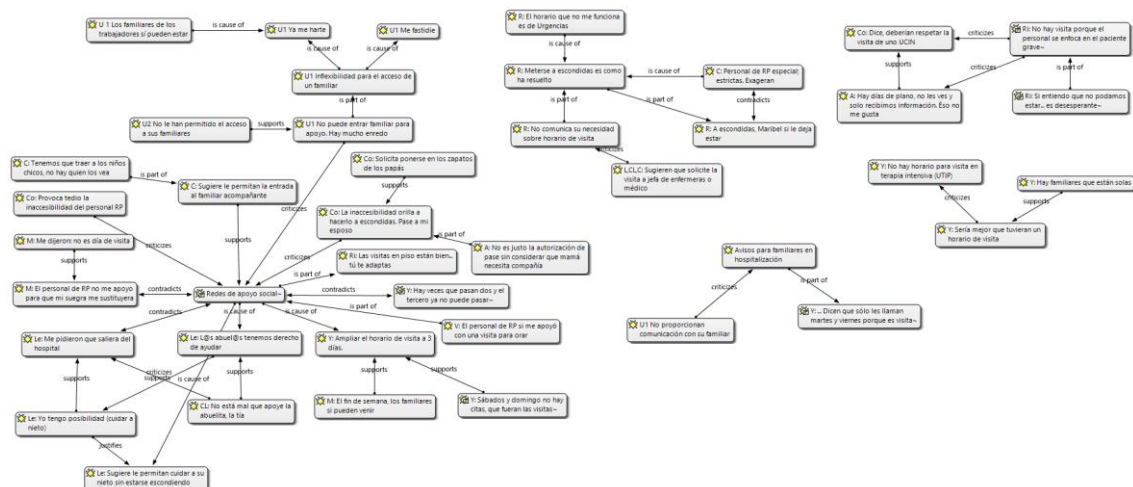 U 1 Los familiares de los
trabajadores sí pueden estar
is cause of
U1 Ya me harte
U1 Me fastidie
is cause of
is cause of
U1 Inflexibilidad para el acceso de
un familiar
is part of
U2 No le han permitido el acceso
a sus familiares
supports
U1 No puede entrar familiar para
apoyo. Hay mucho enredo
C: Tenemos que traer a los niños
chicos, no hay quien los vea
is part of
C: Sugiere le permitan la entrada
al familiar acompañante
Co: Solicita ponerse en los zapatos
de los papás
supports
criticizes
Co: Provoca tedio la
inaccesibilidad del personal RP
Co: La inaccesibilidad orilla a
hacerlo a escondidas. Pase a mi
esposo
is part of
A: No es justo la autorización de
pase sin considerar que mamá
necesita compañía
M: Me dijeron: no es día de visita
criticizes
supports
criticizes
supports
Ri: Las visitas en piso están bien...
tú te adaptas
is part of
M: El personal de RP no me apoyo
para que mi suegra me sustituyera
contradicts
Redes de apoyo social~
contradicts
Y: Hay veces que pasan dos y el
tercero ya no puede pasar~
contradicts
is cause of
is cause of
is part of
V: El personal de RP si me apoyó
con una visita para orar
Le: Me pidieron que saliera del
hospital
Le: L@s abuel@s tenemos derecho
de ayudar
Y: Ampliar el horario de visita a 3
días.
supports
criticizes
supports
is cause of
supports
supports
supports
Le: Yo tengo posibilidad (cuidar a
nieto)
CL: No está mal que apoye la
abuelita, la tía
M: El fin de semana, los familiares
si pueden venir
Y: Sábados y domingo no hay
citas, que fueran las visitas~
justifies
Le: Sugiere le permitan cuidar a su
nieto sin estarse escondiendo
R: El horario que no me funciona
es de Urgencias
is cause of
R: Meterse a escondidas es como
ha resuelto
is cause of
C: Personal de RP especial;
estrictas. Exageran
is part of
is part of
contradicts
R: No comunica su necesidad
sobre horario de visita
R: A escondidas, Maribel si le deja
estar
criticizes
L,CL,C: Sugieren que solicite la
visita a jefa de enfermeras o
médico
Co: Dice, deberían respetar la
visita de uno UCIN
criticizes
Ri: No hay visita porque el
personal se enfoca en el paciente
grave~
supports
criticizes
is part of
A: Hay días de plano, no les ves y
solo recibimos información. Éso no
me gusta
Ri: Si entiendo que no podamos
estar... es desesperante~
Y: No hay horario para visita en
terapia intensiva (UTIP)
Y: Hay familiares que están solas
criticizes
supports
Y: Sería mejor que tuvieran un
horario de visita
Avisos para familiares en
hospitalización
criticizes
is part of
U1 No proporcionan
comunicación con su familiar
Y: ... Dicen que sólo les llaman
martes y viernes porque es visita~